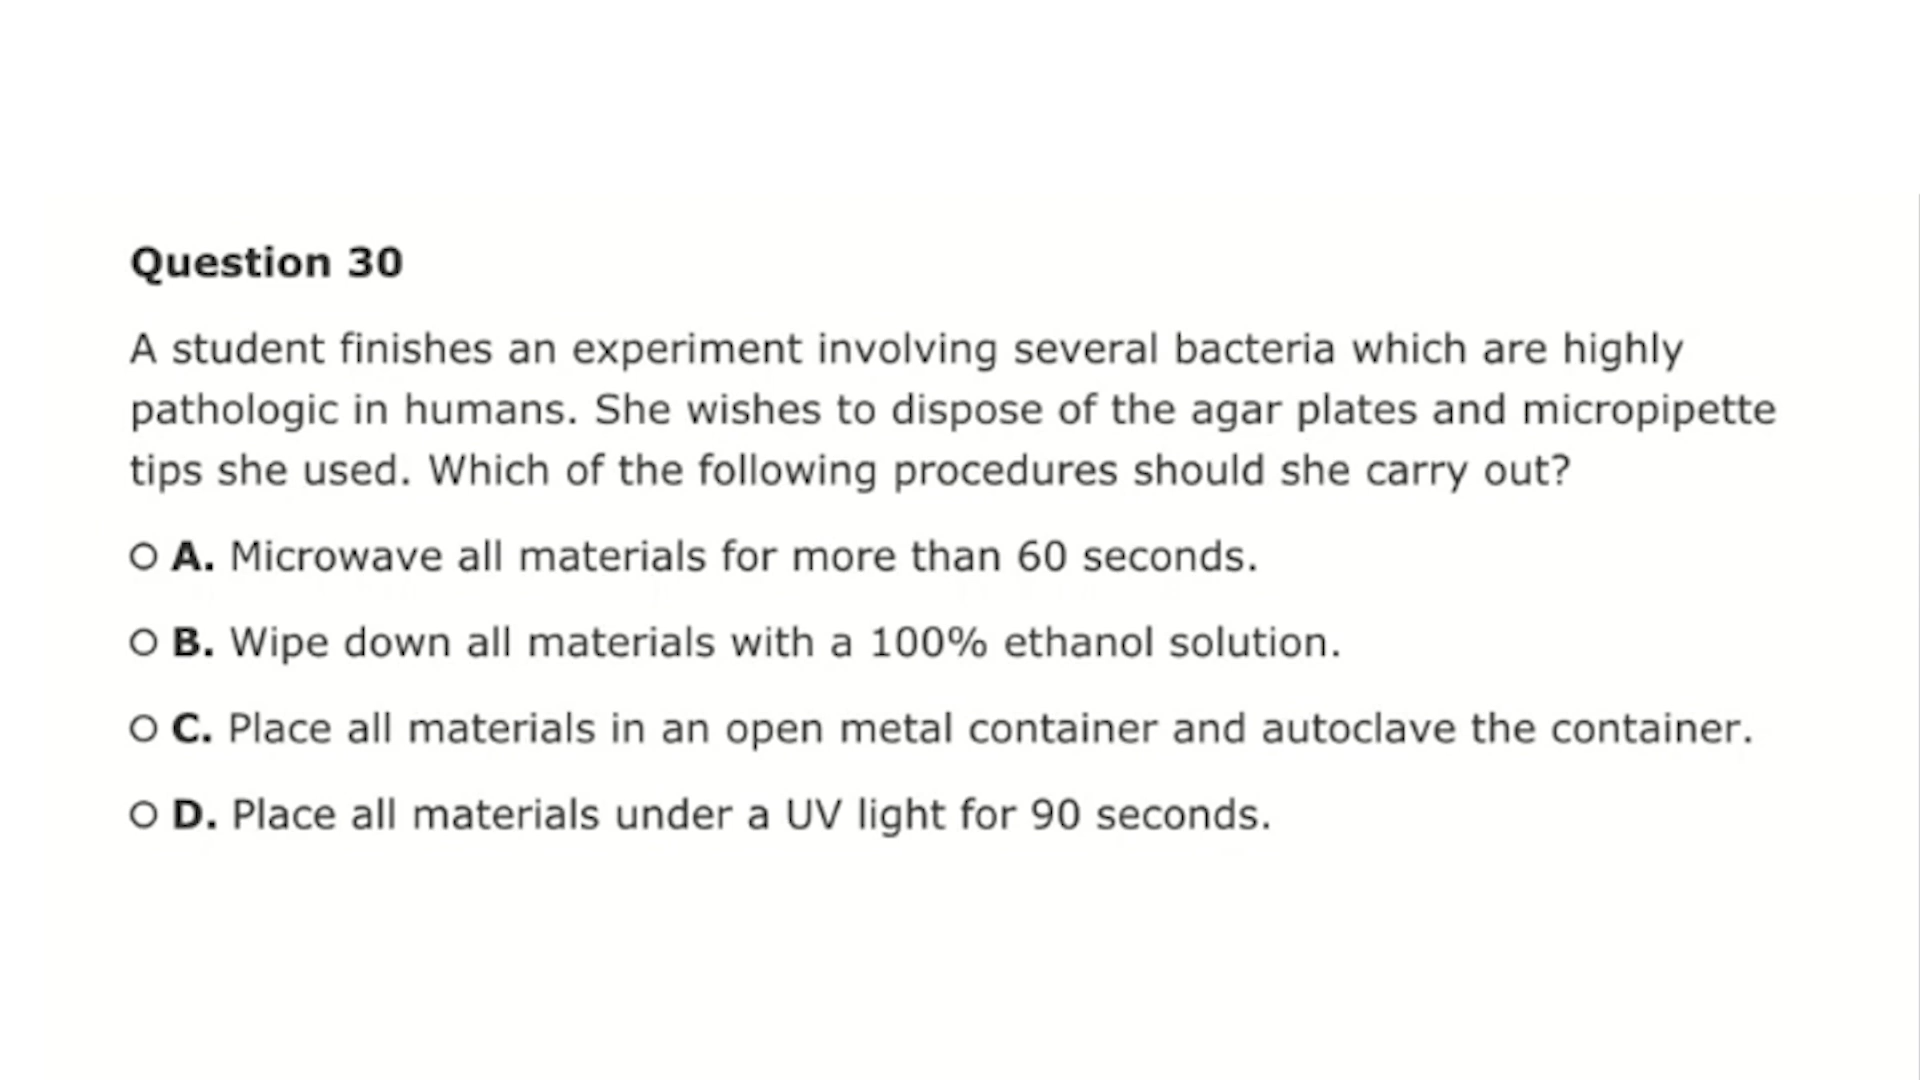 Question 30
A student finishes an experiment involving several bacteria which are highly
pathologic in humans. She wishes to dispose of the agar plates and micropipette
tips she used. Which of the following procedures should she carry out?
A. Microwave all materials for more than 60 seconds.
B. Wipe down all materials with a 100% ethanol solution.
C. Place all materials in an open metal container and autoclave the container.
D. Place all materials under a UV light for 90 seconds.